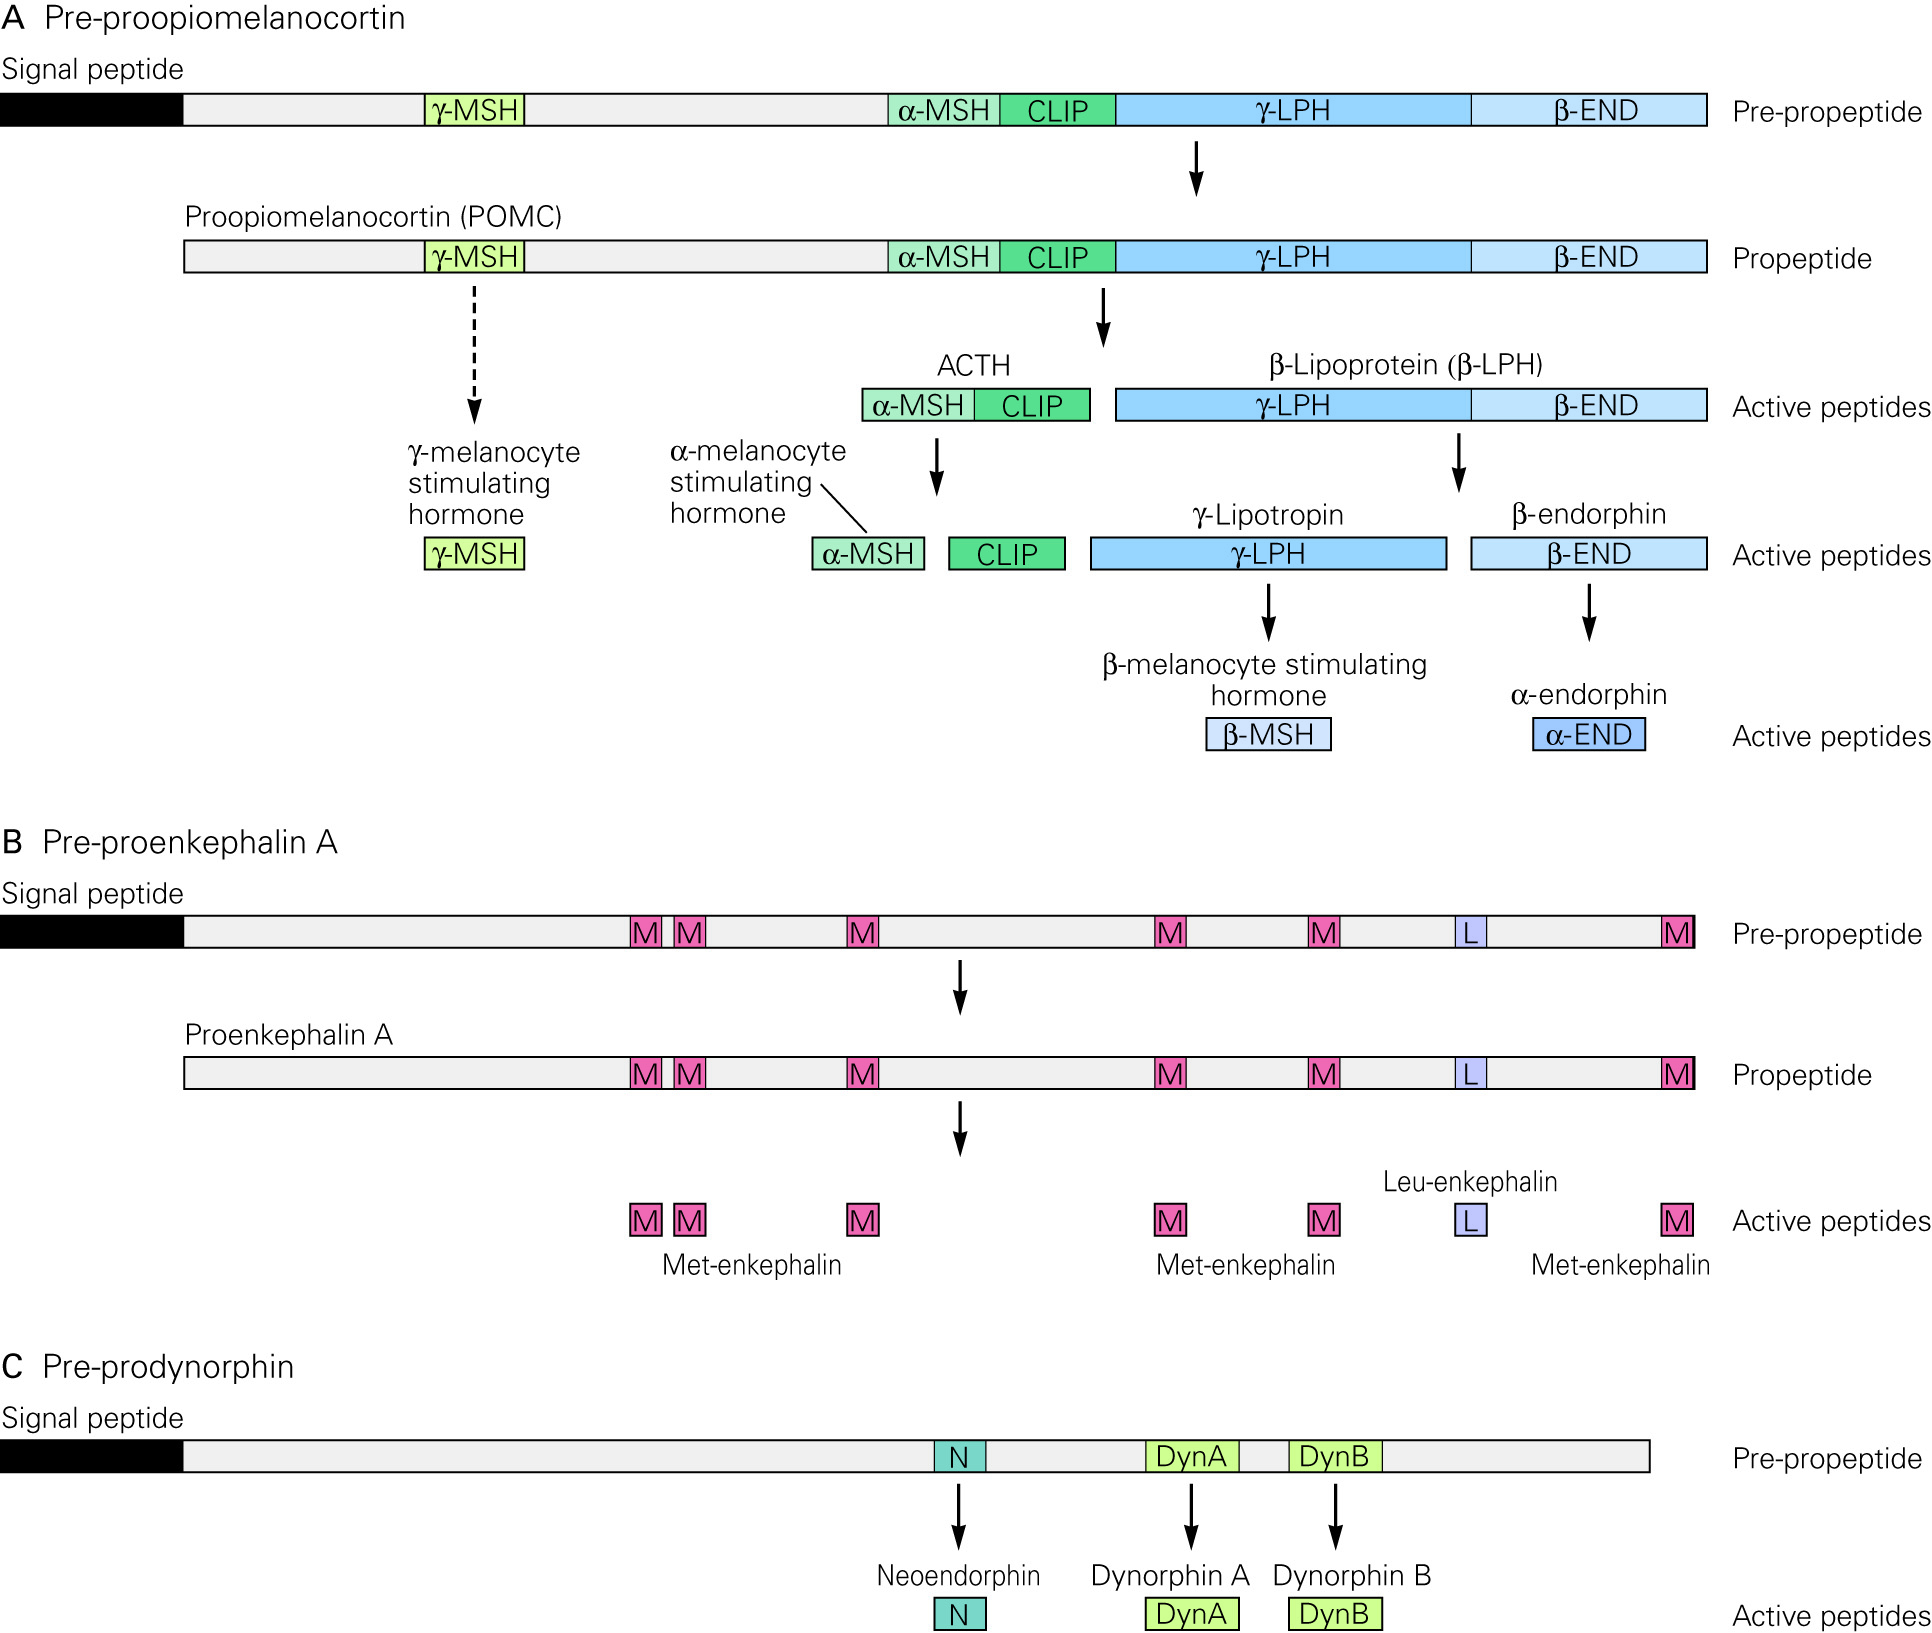 A Pre-proopiomelanocortin
Signal peptide
γ-MSH α-MSH CLIP γ-LPH β-END Pre-propeptide
Proopiomelanocortin (POMC)
γ-MSH α-MSH CLIP γ-LPH β-END Propeptide
ACTH β-Lipoprotein (β-LPH)
α-MSH CLIP γ-LPH β-END Active peptides
γ-melanocyte
stimulating
hormone
α-melanocyte
stimulating
hormone
γ-Lipotropin β-endorphin
γ-MSH α-MSH CLIP γ-LPH β-END Active peptides
β-melanocyte stimulating
hormone
α-endorphin
β-MSH α-END Active peptides
B Pre-proenkephalin A
Signal peptide
M M M M M L M Pre-propeptide
Proenkephalin A
M M M M M L M Propeptide
Leu-enkephalin
M M M M M L M Active peptides
Met-enkephalin Met-enkephalin Met-enkephalin
C Pre-prodynorphin
Signal peptide
N DynA DynB Pre-propeptide
Neoendorphin Dynorphin A Dynorphin B
N DynA DynB Active peptides